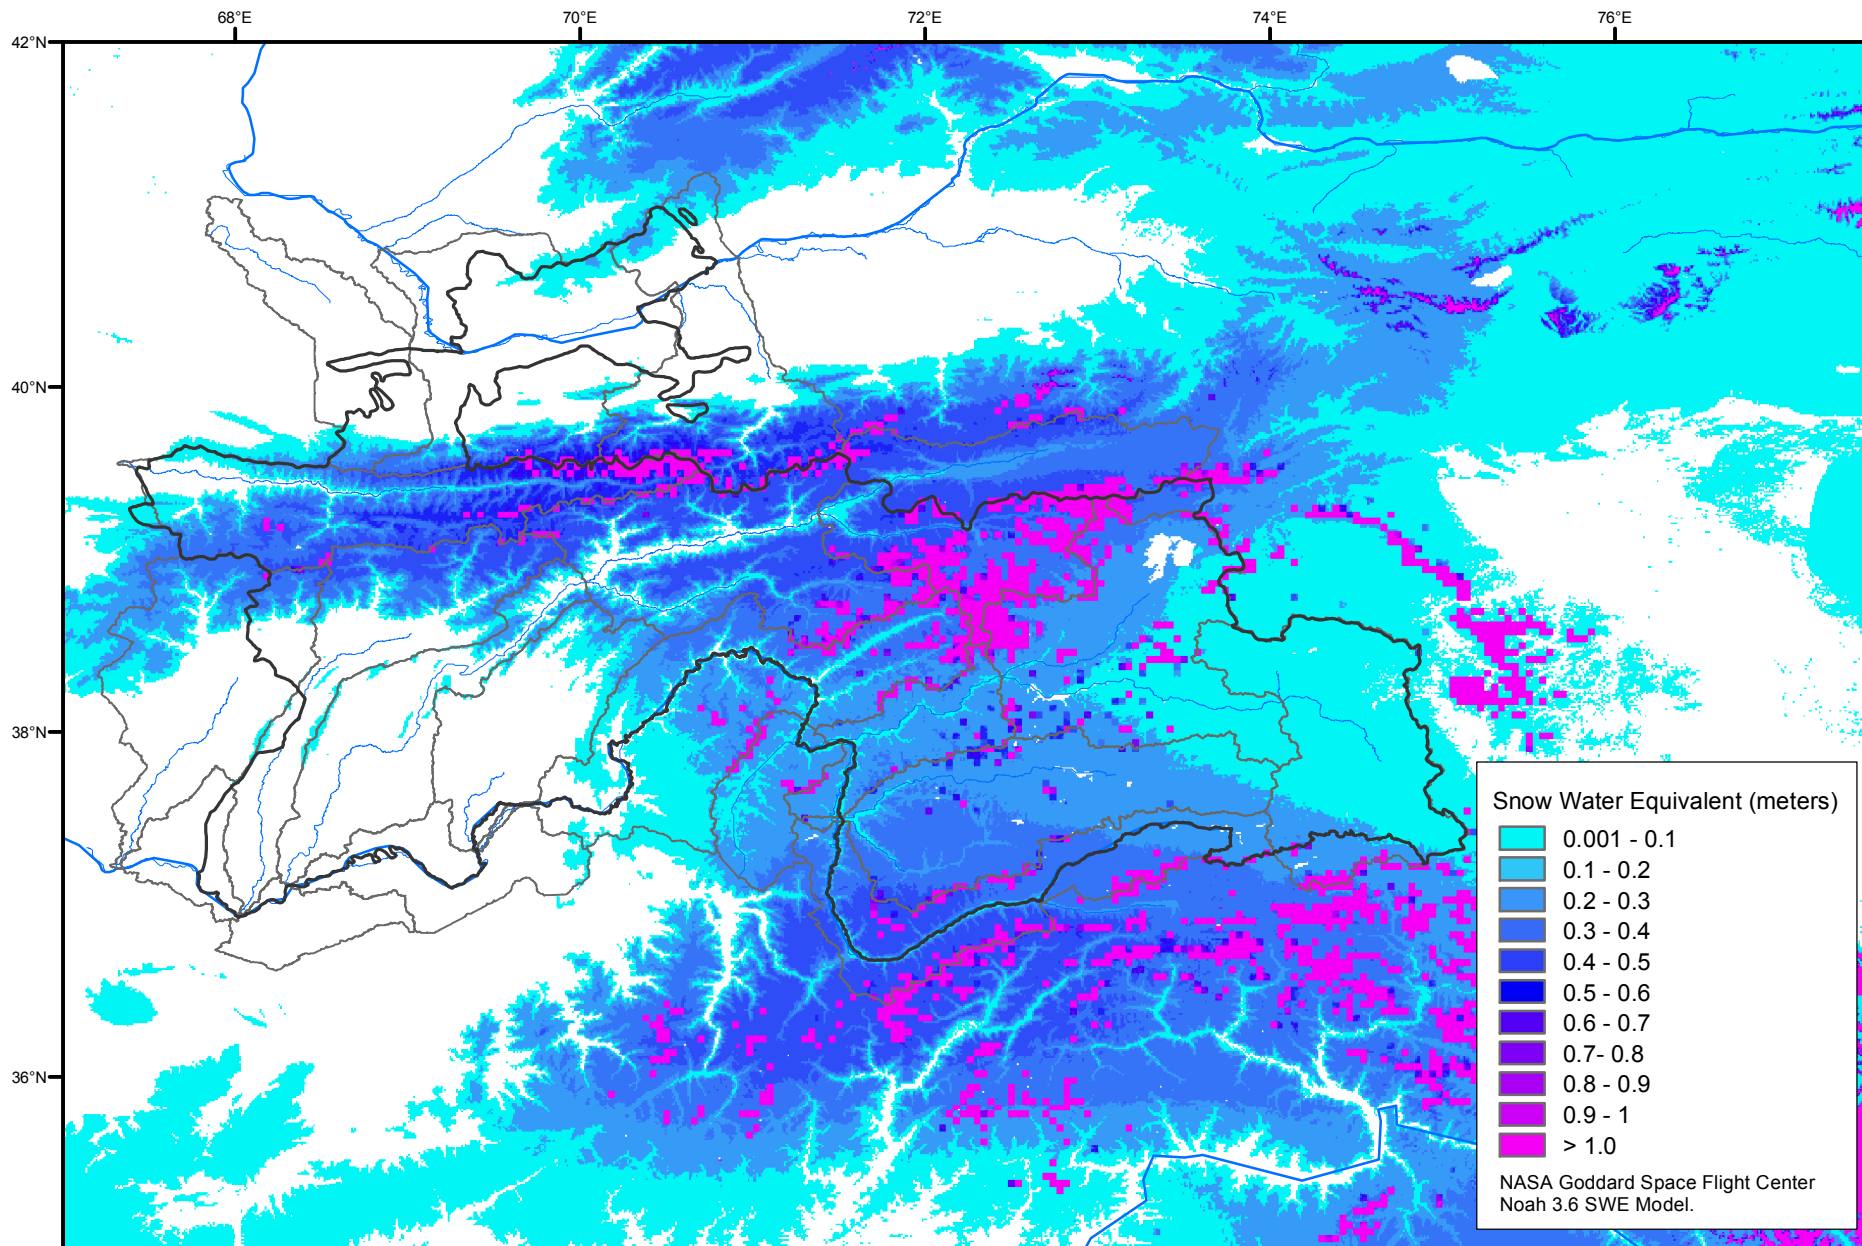 68°E
70°E
72°E
74°E
76°E
42°N
40°N
38°N
36°N
Snow Water Equivalent (meters)
0.001 - 0.1
0.1 - 0.2
0.2 - 0.3
0.3 - 0.4
0.4 - 0.5
0.5 - 0.6
0.6 - 0.7
0.7- 0.8
0.8 - 0.9
0.9 - 1
> 1.0
NASA Goddard Space Flight Center
Noah 3.6 SWE Model.